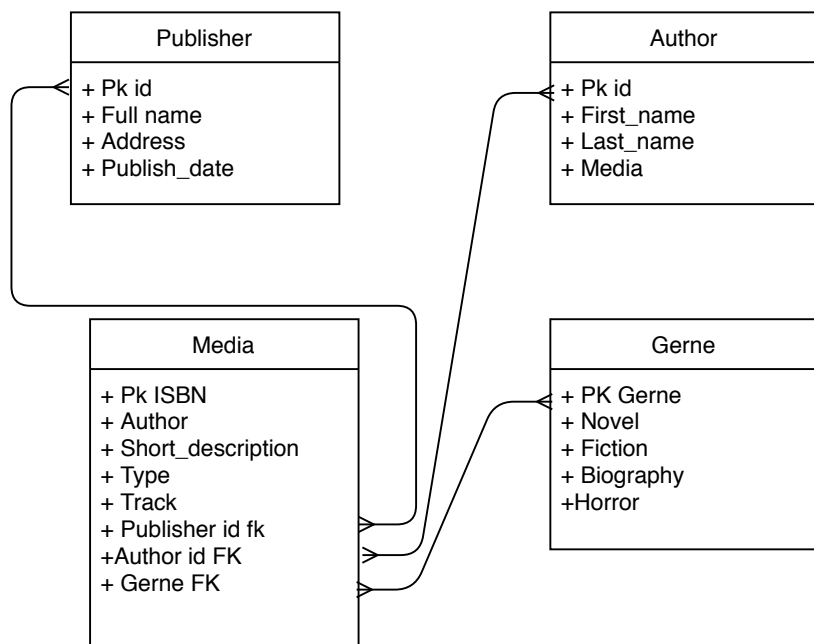 Publisher
+ Pk id
+ Full name
+ Address
+ Publish_date
Author
+ Pk id
+ First_name
+ Last_name
+ Media
Media
+ Pk ISBN
+ Author
+ Short_description
+ Type
+ Track
+ Publisher id fk
+Author id FK
+ Gerne FK
Gerne
+ PK Gerne
+ Novel
+ Fiction
+ Biography
+Horror